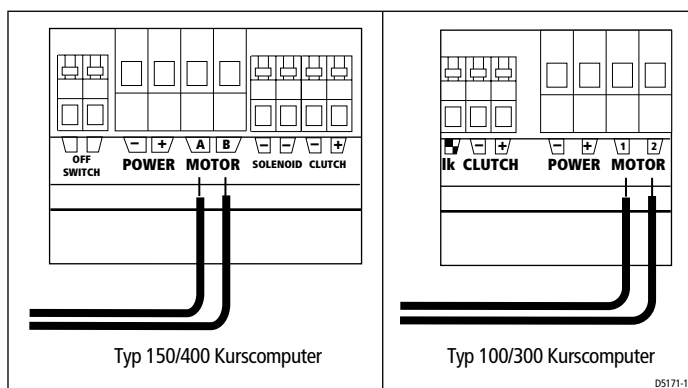 OFF
SWITCH
− + A B − − − +
POWER MOTOR SOLENOID CLUTCH
Typ 150/400 Kurscomputer
− + − + 1 2
lk CLUTCH POWER MOTOR
Typ 100/300 Kurscomputer
D5171-1